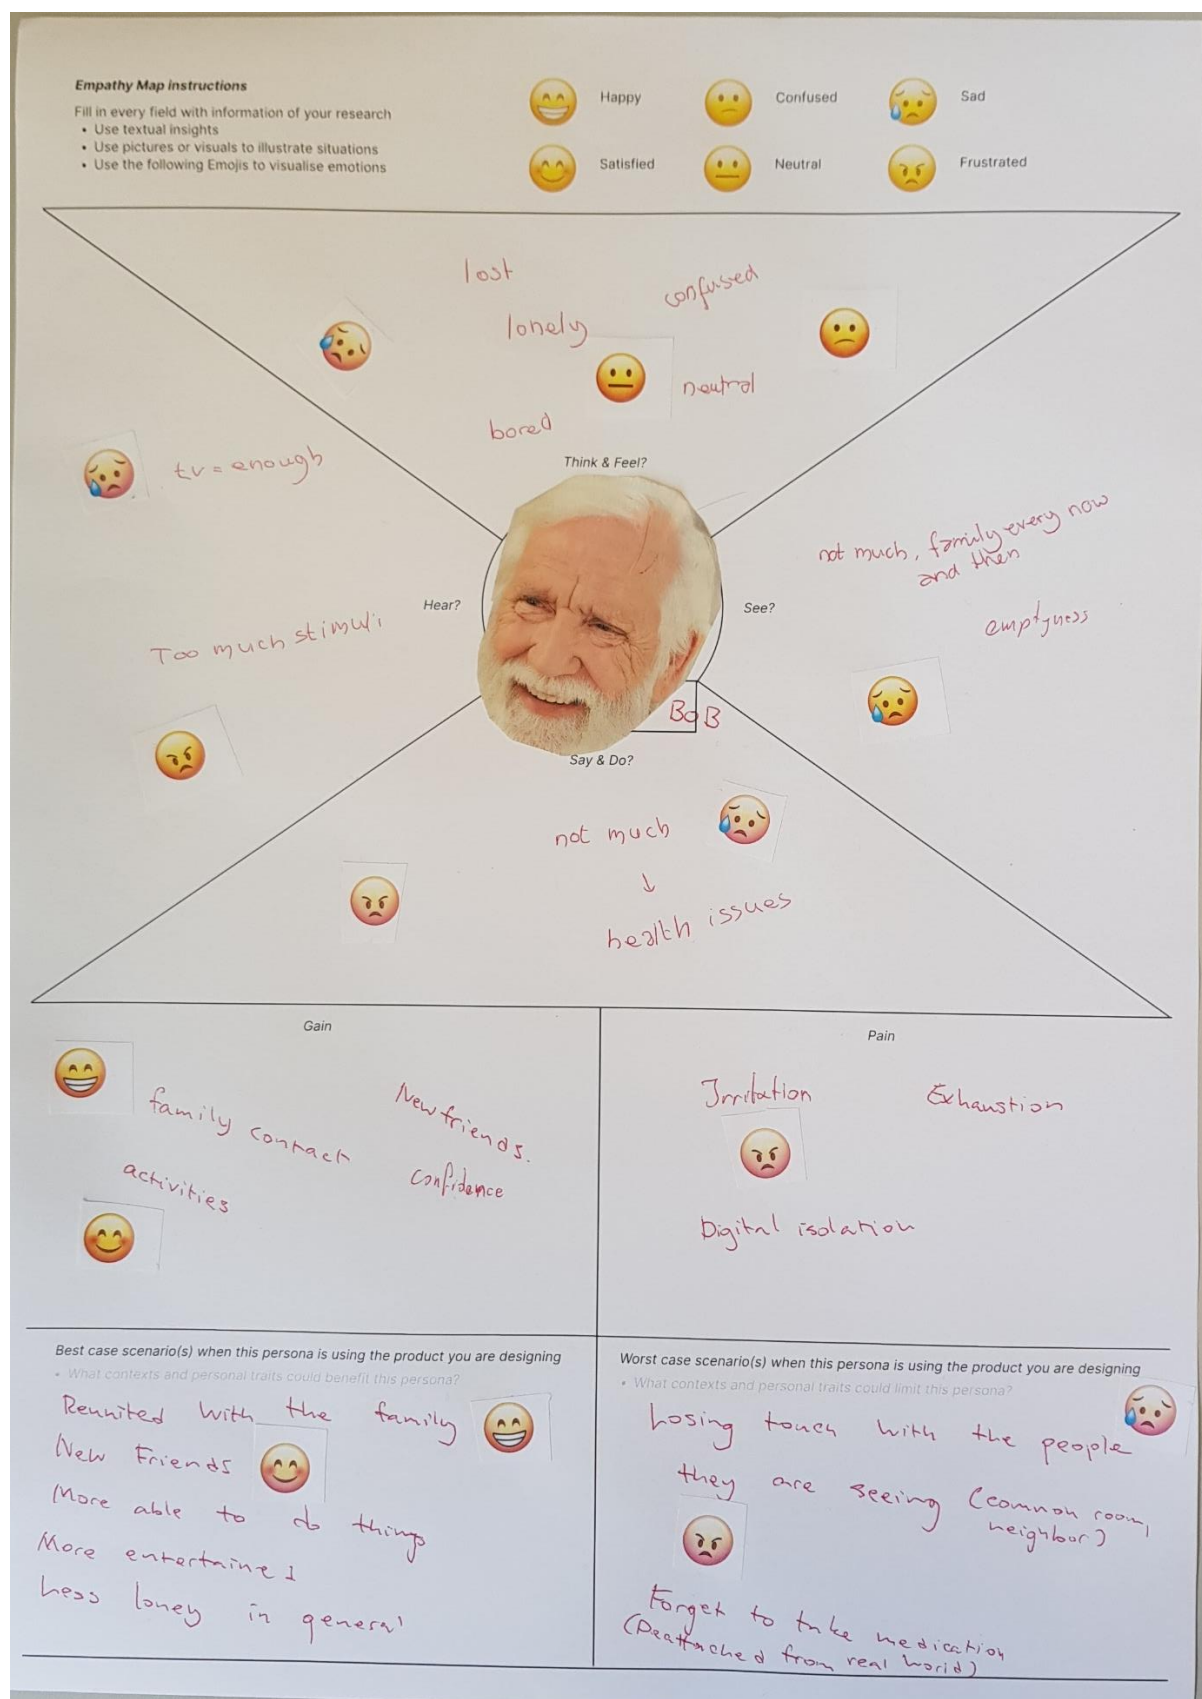 Empathy Map instructions
Fill in every field with information of your research
• Use textual insights
• Use pictures or visuals to illustrate situations
• Use the following Emojis to visualise emotions
Happy
Confused
Sad
Satisfied
Neutral
Frustrated
lost
confused
lonely
neutral
bored
Think & Feel?
tv = enough
Hear?
Too much stimuli
See?
not much, family every now
and then
emptyness
BoB
Say & Do?
not much
↓
health issues
Gain
family contact
New friends.
activities
confidence
Pain
Irritation
Exhaustion
Digital isolation
Best case scenario(s) when this persona is using the product you are designing
• What contexts and personal traits could benefit this persona?
Reunited with the family
New Friends
More able to do things
More entertained
Less loney in general
Worst case scenario(s) when this persona is using the product you are designing
• What contexts and personal traits could limit this persona?
Losing touch with the people
they are seeing (common room,
neighbor)
Forget to take medication
(Deattached from real world)